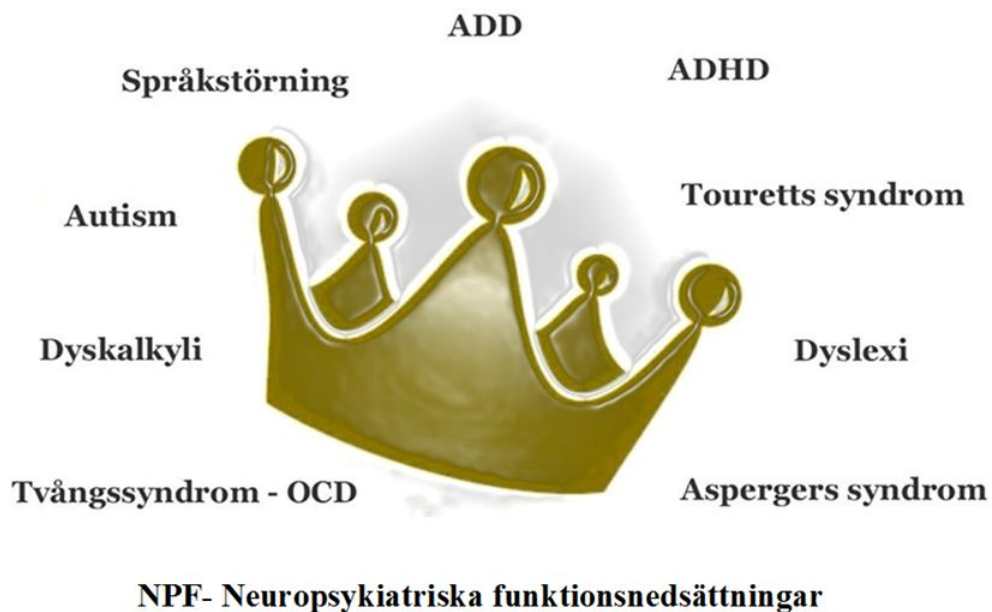 ADD
ADHD
Språkstörning
Touretts syndrom
Autism
Dyskalkyli
Dyslexi
Tvångssyndrom - OCD
Aspergers syndrom
NPF- Neuropsykiatriska funktionsnedsättningar